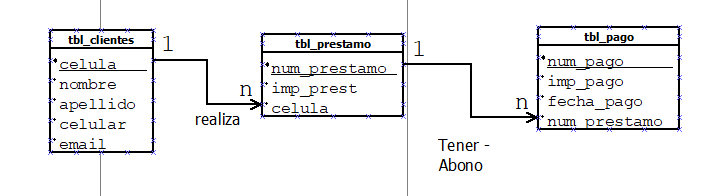 tbl_clientes
celula
nombre
apellido
celular
email
1
n
realiza
tbl_prestamo
num_prestamo
imp_prest
celula
1
n
Tener -
Abono
tbl_pago
num_pago
imp_pago
fecha_pago
num_prestamo